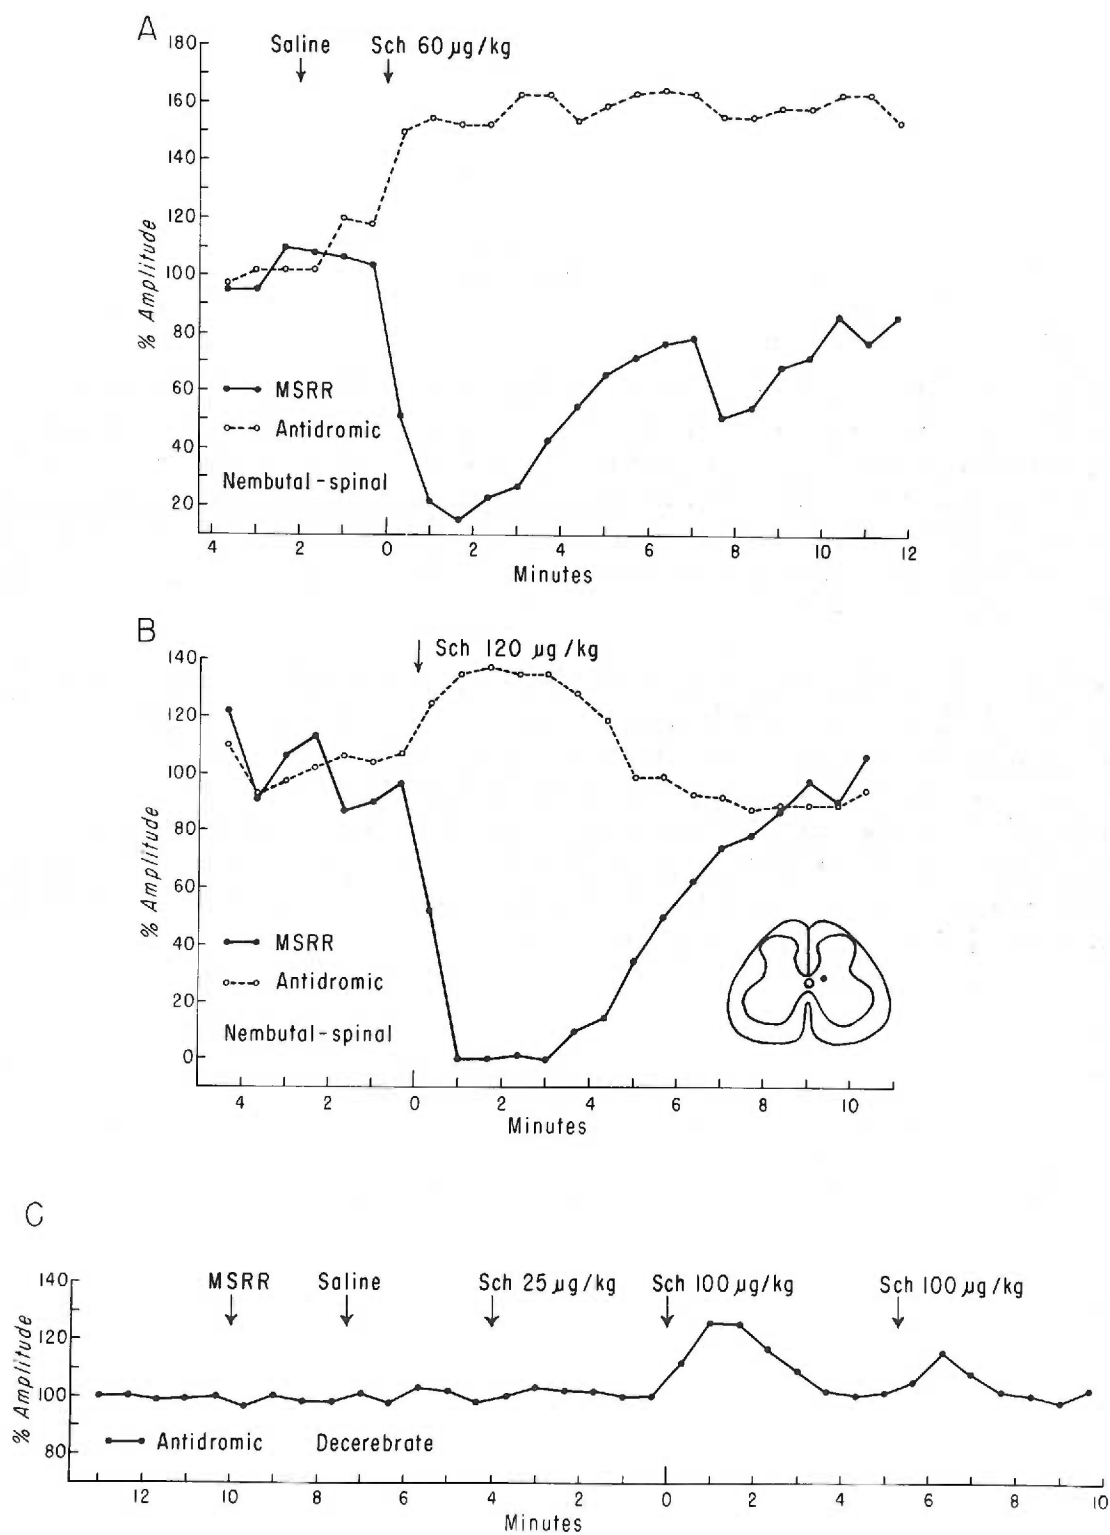 A
Saline Sch 60 µg/kg
180
160
140
120
100
80
60
40
20
% Amplitude
MSRR
Antidromic
Nembutal-spinal
4 2 0 2 4 6 8 10 12
Minutes
B
Sch 120 µg/kg
140
120
100
80
60
40
20
0
% Amplitude
MSRR
Antidromic
Nembutal-spinal
4 2 0 2 4 6 8 10
Minutes
C
MSRR Saline Sch 25 µg/kg Sch 100 µg/kg Sch 100 µg/kg
140
120
100
80
% Amplitude
Antidromic Decerebrate
12 10 8 6 4 2 0 2 4 6 8 10
Minutes